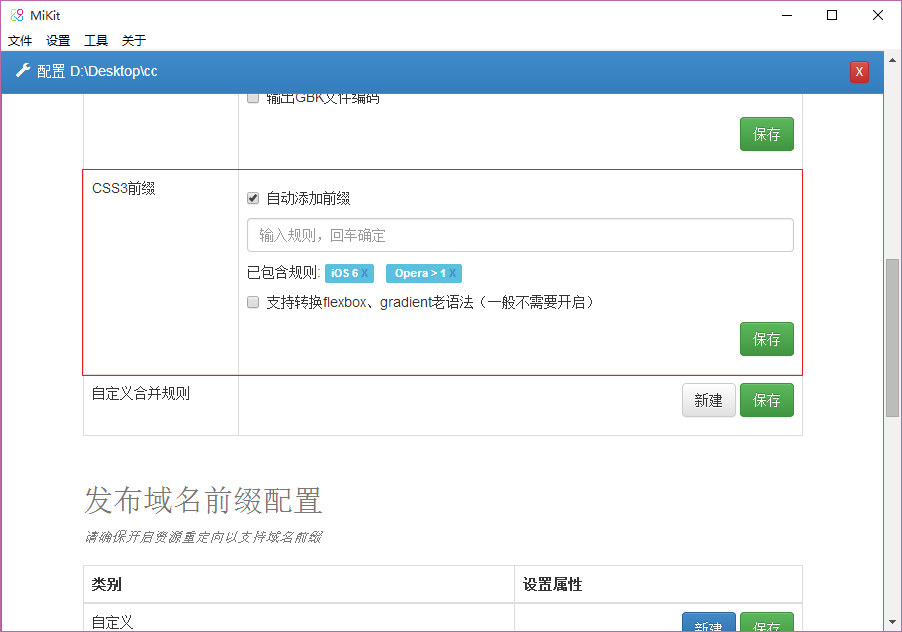 MiKit
文件 设置 工具 关于
配置 D:\Desktop\cc X
输出GBK文件编码
保存
CSS3前缀
自动添加前缀
输入规则，回车确定
已包含规则: iOS 6 X Opera > 1 X
支持转换flexbox、gradient老语法（一般不需要开启）
保存
自定义合并规则 新建 保存
发布域名前缀配置
请确保开启资源重定向以支持域名前缀
类别 设置属性
自定义 新建 保存